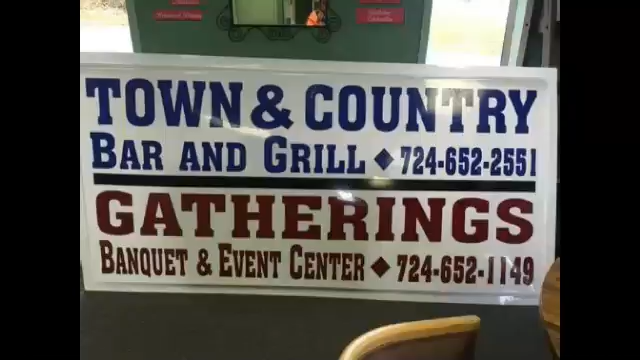 TOWN & COUNTRY
BAR AND GRILL ◆ 724-652-2551
GATHERINGS
BANQUET & EVENT CENTER ◆ 724-652-1149